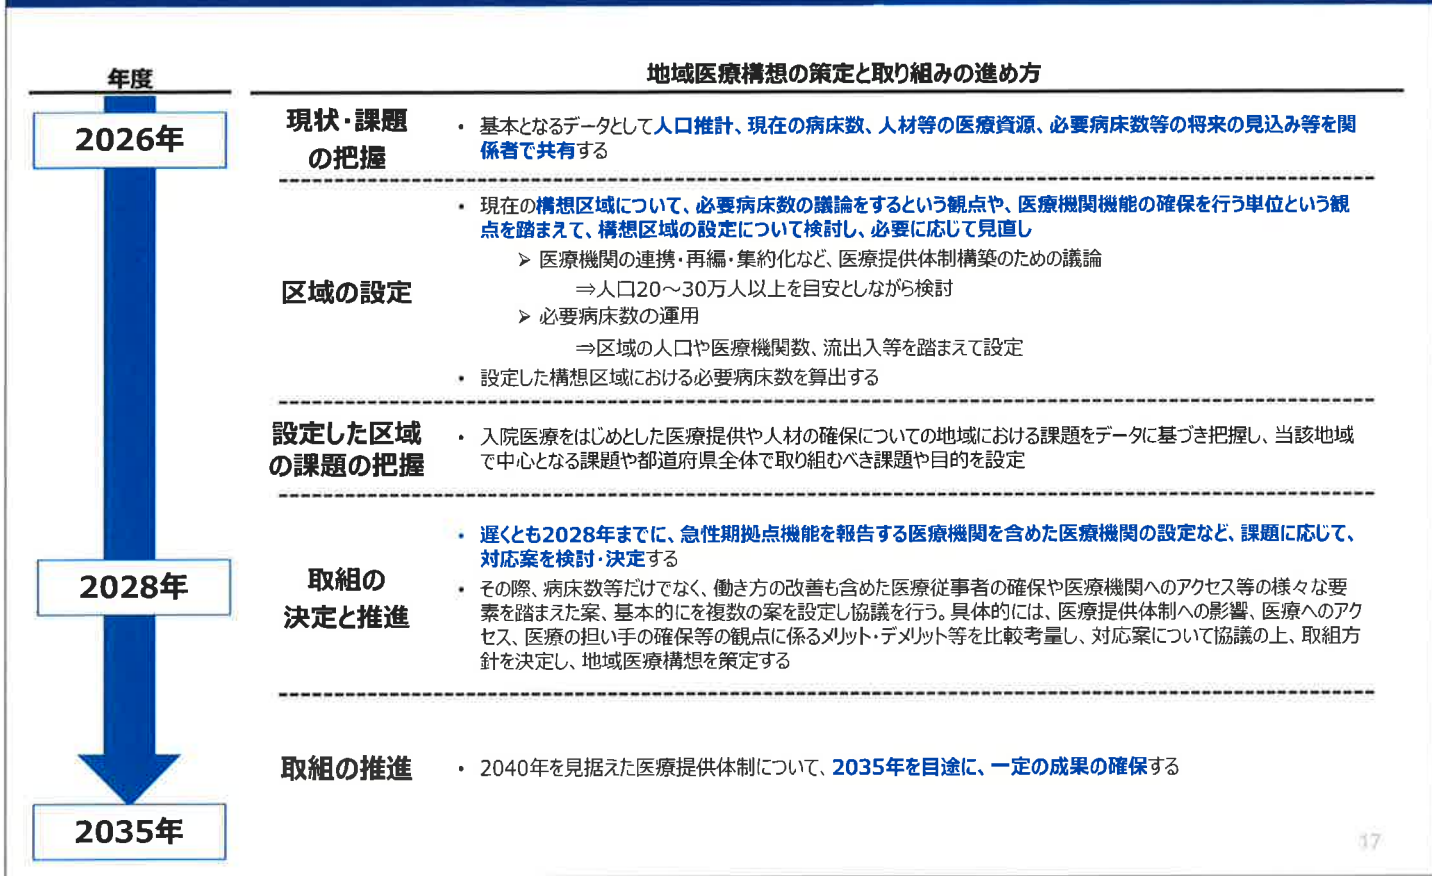 年度
地域医療構想の策定と取り組みの進め方
2026年
現状・課題
の把握
・ 基本となるデータとして人口推計、現在の病床数、人材等の医療資源、必要病床数等の将来の見込み等を関
係者で共有する
区域の設定
・ 現在の構想区域について、必要病床数の議論をするという観点や、医療機関機能の確保を行う単位という観
点を踏まえて、構想区域の設定について検討し、必要に応じて見直し
➢ 医療機関の連携・再編・集約化など、医療提供体制構築のための議論
⇒人口20～30万人以上を目安としながら検討
➢ 必要病床数の運用
⇒区域の人口や医療機関数、流出入等を踏まえて設定
・ 設定した構想区域における必要病床数を算出する
設定した区域
の課題の把握
・ 入院医療をはじめとした医療提供や人材の確保についての地域における課題をデータに基づき把握し、当該地域
で中心となる課題や都道府県全体で取り組むべき課題や目的を設定
2028年
取組の
決定と推進
・ 遅くとも2028年までに、急性期拠点機能を報告する医療機関を含めた医療機関の設定など、課題に応じて、
対応案を検討・決定する
・ その際、病床数等だけでなく、働き方の改善も含めた医療従事者の確保や医療機関へのアクセス等の様々な要
素を踏まえた案、基本的にを複数の案を設定し協議を行う。具体的には、医療提供体制への影響、医療へのアク
セス、医療の担い手の確保等の観点に係るメリット・デメリット等を比較考量し、対応案について協議の上、取組方
針を決定し、地域医療構想を策定する
取組の推進
・ 2040年を見据えた医療提供体制について、2035年を目途に、一定の成果の確保する
2035年
17